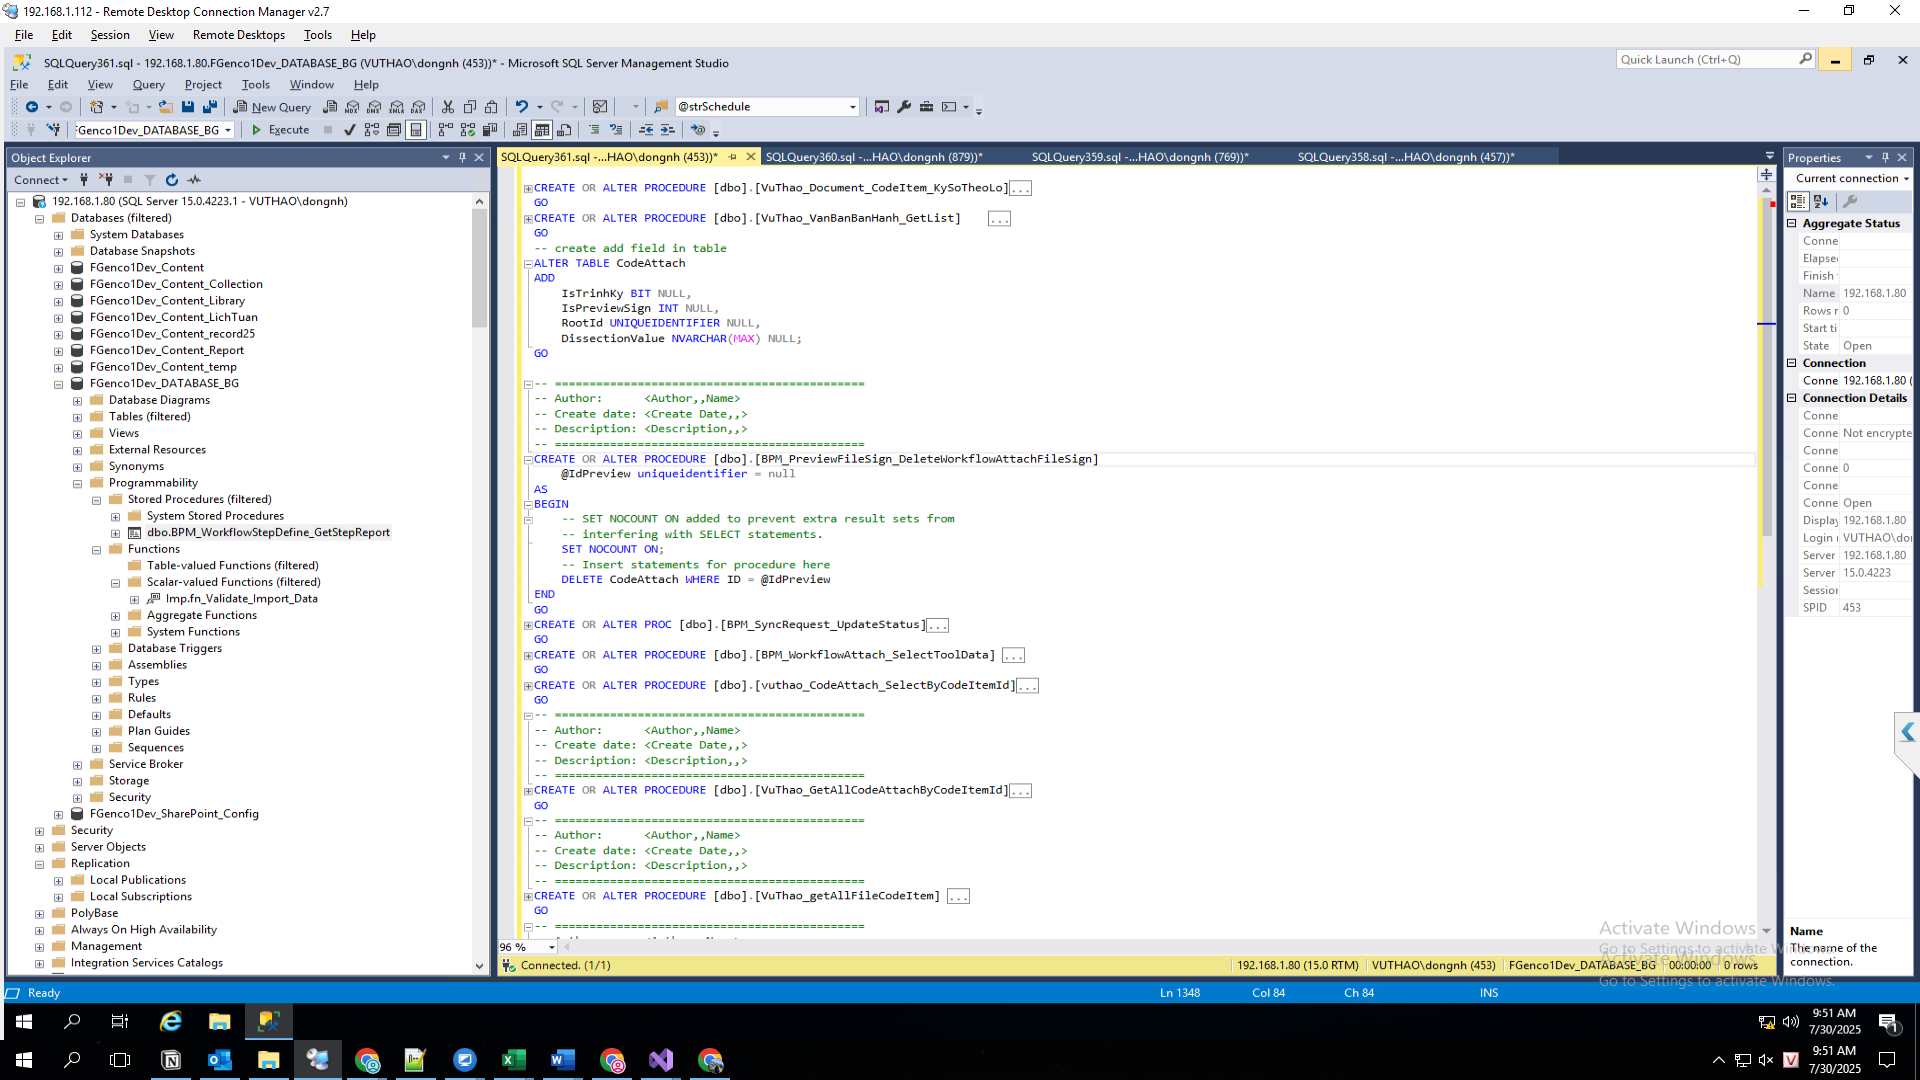 192.168.1.112 - Remote Desktop Connection Manager v2.7
File Edit Session View Remote Desktops Tools Help
SQLQuery361.sql - 192.168.1.80.FGenco1Dev_DATABASE_BG (VUTHAO\dongnh (453))* - Microsoft SQL Server Management Studio
Quick Launch (Ctrl+Q)
File Edit View Query Project Tools Window Help
New Query
@strSchedule
Genco1Dev_DATABASE_BG
Execute
Object Explorer
Connect
192.168.1.80 (SQL Server 15.0.4223.1 - VUTHAO\dongnh)
Databases (filtered)
System Databases
Database Snapshots
FGenco1Dev_Content
FGenco1Dev_Content_Collection
FGenco1Dev_Content_Library
FGenco1Dev_Content_LichTuan
FGenco1Dev_Content_record25
FGenco1Dev_Content_Report
FGenco1Dev_Content_temp
FGenco1Dev_DATABASE_BG
Database Diagrams
Tables (filtered)
Views
External Resources
Synonyms
Programmability
Stored Procedures (filtered)
System Stored Procedures
dbo.BPM_WorkflowStepDefine_GetStepReport
Functions
Table-valued Functions (filtered)
Scalar-valued Functions (filtered)
Imp.fn_Validate_Import_Data
Aggregate Functions
System Functions
Database Triggers
Assemblies
Types
Rules
Defaults
Plan Guides
Sequences
Service Broker
Storage
Security
FGenco1Dev_SharePoint_Config
Security
Server Objects
Replication
Local Publications
Local Subscriptions
PolyBase
Always On High Availability
Management
Integration Services Catalogs
SQLQuery361.sql -...HAO\dongnh (453))*
SQLQuery360.sql -...HAO\dongnh (879))*
SQLQuery359.sql -...HAO\dongnh (769))*
SQLQuery358.sql -...HAO\dongnh (457))*
CREATE OR ALTER PROCEDURE [dbo].[VuThao_Document_CodeItem_KySoTheoLo]...
GO
CREATE OR ALTER PROCEDURE [dbo].[VuThao_VanBanBanHanh_GetList] ...
GO
-- create add field in table
ALTER TABLE CodeAttach
ADD
IsTrinhKy BIT NULL,
IsPreviewSign INT NULL,
RootId UNIQUEIDENTIFIER NULL,
DissectionValue NVARCHAR(MAX) NULL;
GO
-- =============================================
-- Author: <Author,,Name>
-- Create date: <Create Date,,>
-- Description: <Description,,>
-- =============================================
CREATE OR ALTER PROCEDURE [dbo].[BPM_PreviewFileSign_DeleteWorkflowAttachFileSign]
@IdPreview uniqueidentifier = null
AS
BEGIN
-- SET NOCOUNT ON added to prevent extra result sets from
-- interfering with SELECT statements.
SET NOCOUNT ON;
-- Insert statements for procedure here
DELETE CodeAttach WHERE ID = @IdPreview
END
GO
CREATE OR ALTER PROC [dbo].[BPM_SyncRequest_UpdateStatus]...
GO
CREATE OR ALTER PROCEDURE [dbo].[BPM_WorkflowAttach_SelectToolData] ...
GO
CREATE OR ALTER PROCEDURE [dbo].[vuthao_CodeAttach_SelectByCodeItemId]...
GO
-- =============================================
-- Author: <Author,,Name>
-- Create date: <Create Date,,>
-- Description: <Description,,>
-- =============================================
CREATE OR ALTER PROCEDURE [dbo].[VuThao_GetAllCodeAttachByCodeItemId]...
GO
-- =============================================
-- Author: <Author,,Name>
-- Create date: <Create Date,,>
-- Description: <Description,,>
-- =============================================
CREATE OR ALTER PROCEDURE [dbo].[VuThao_getAllFileCodeItem] ...
GO
-- =============================================
96 %
Connected. (1/1)
192.168.1.80 (15.0 RTM) VUTHAO\dongnh (453) FGenco1Dev_DATABASE_BG 00:00:00 0 rows
Properties
Current connection
Aggregate Status
Conne
Elapse
Finish
Name 192.168.1.80
Rows r 0
Start ti
State Open
Connection
Conne 192.168.1.80 (
Connection Details
Conne
Conne Not encrypte
Conne
Conne 0
Conne
Conne Open
Display 192.168.1.80
Login VUTHAO\don
Server 192.168.1.80
Server 15.0.4223
Session
SPID 453
Name
The name of the connection.
Activate Windows
Go to Settings to activate Windows.
Activate Windows
Go to Settings to activate Windows.
Ready
Ln 1348
Col 84
Ch 84
INS
9:51 AM
7/30/2025
1
9:51 AM
7/30/2025